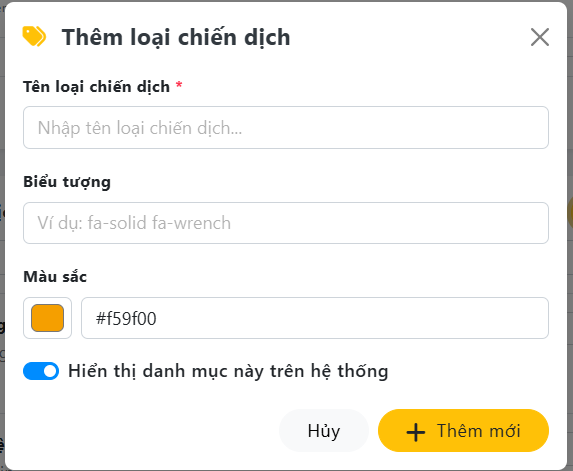 Thêm loại chiến dịch
Tên loại chiến dịch *
Nhập tên loại chiến dịch...
Biểu tượng
Ví dụ: fa-solid fa-wrench
Màu sắc
#f59f00
Hiển thị danh mục này trên hệ thống
Hủy
Thêm mới